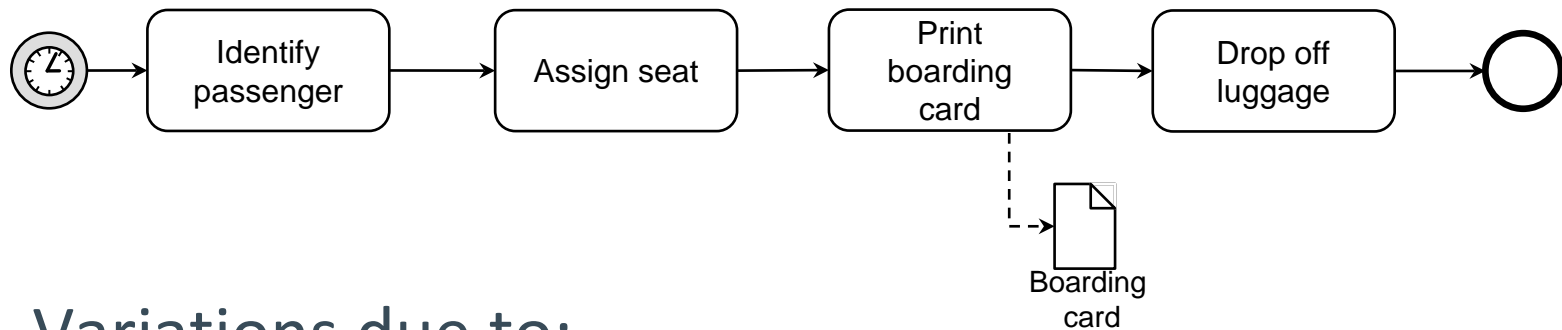 Identify
passenger
Assign seat
Print
boarding
card
Drop off
luggage
Boarding
card
Variations due to: